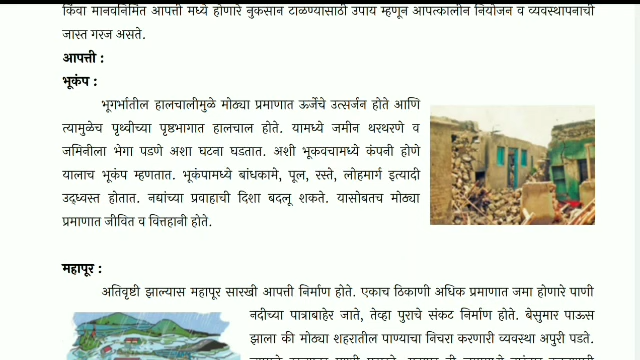 किंवा मानवनिर्मित आपत्ती मध्ये होणारे नुकसान टाळण्यासाठी उपाय म्हणून आपत्कालीन नियोजन व व्यवस्थापनाची
जास्त गरज असते.
आपत्ती :
भूकंप :
भूगर्भातील हालचालीमुळे मोठ्या प्रमाणात ऊर्जेचे उत्सर्जन होते आणि
त्यामुळेच पृथ्वीच्या पृष्ठभागात हालचाल होते. यामध्ये जमीन थरथरणे व
जमिनीला भेगा पडणे अशा घटना घडतात. अशी भूकवचामध्ये कंपनी होणे
यालाच भूकंप म्हणतात. भूकंपामध्ये बांधकामे, पूल, रस्ते, लोहमार्ग इत्यादी
उद्ध्वस्त होतात. नद्यांच्या प्रवाहाची दिशा बदलू शकते. यासोबतच मोठ्या
प्रमाणात जीवित व वित्तहानी होते.
महापूर :
अतिवृष्टी झाल्यास महापूर सारखी आपत्ती निर्माण होते. एकाच ठिकाणी अधिक प्रमाणात जमा होणारे पाणी
नदीच्या पात्राबाहेर जाते, तेव्हा पुराचे संकट निर्माण होते. बेसुमार पाऊस
झाला की मोठ्या शहरातील पाण्याचा निचरा करणारी व्यवस्था अपुरी पडते.